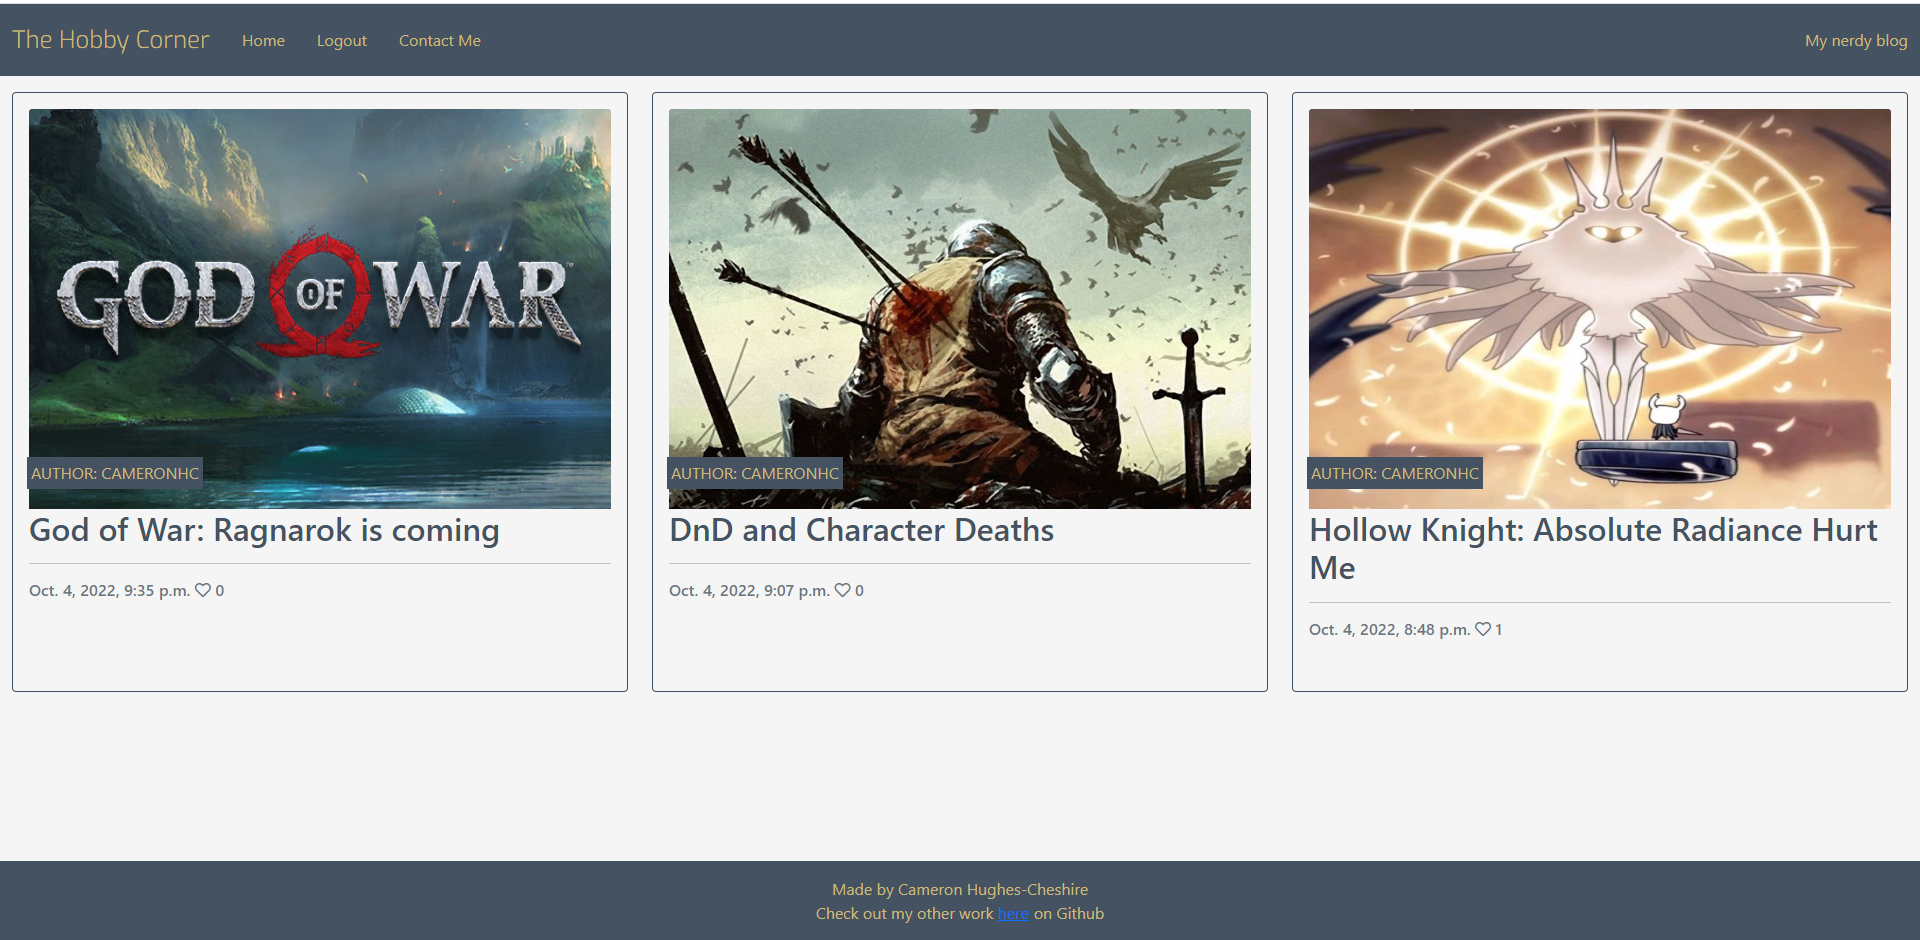 The Hobby Corner Home Logout Contact Me My nerdy blog
GOD OF WAR™
AUTHOR: CAMERONHC
God of War: Ragnarok is coming
Oct. 4, 2022, 9:35 p.m. 0
AUTHOR: CAMERONHC
DnD and Character Deaths
Oct. 4, 2022, 9:07 p.m. 0
AUTHOR: CAMERONHC
Hollow Knight: Absolute Radiance Hurt
Me
Oct. 4, 2022, 8:48 p.m. 1
Made by Cameron Hughes-Cheshire
Check out my other work here on Github